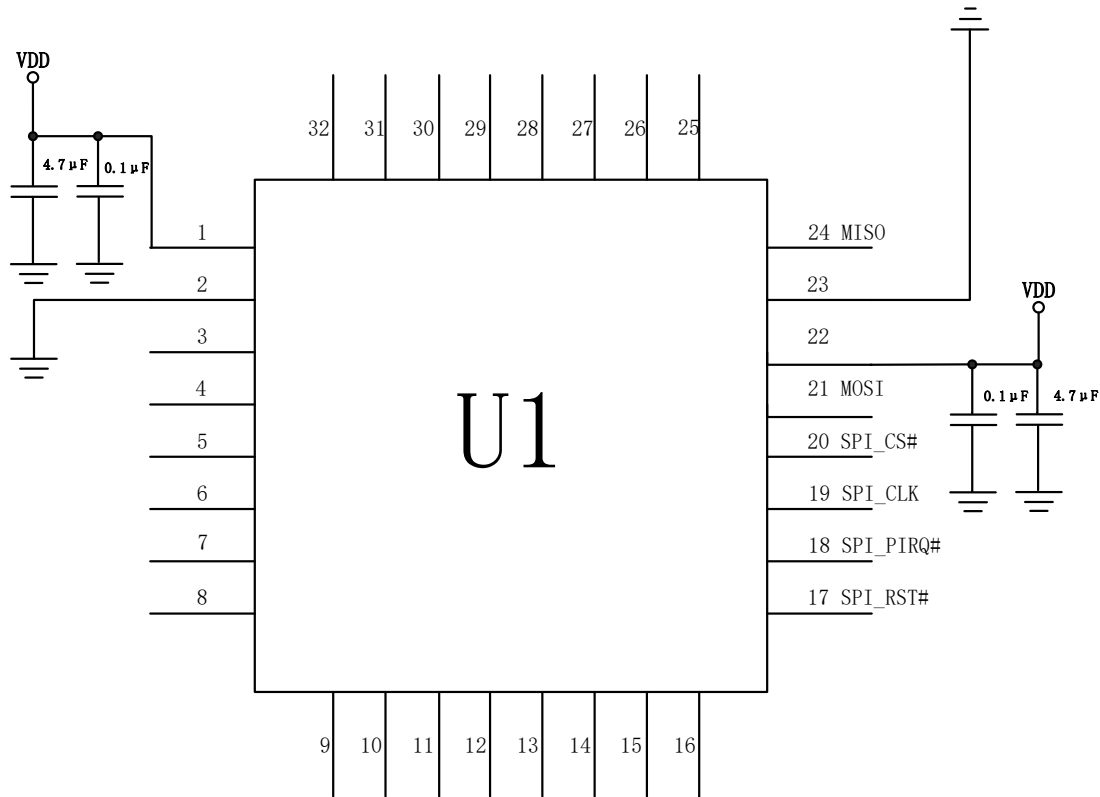 VDD
32 31 30 29 28 27 26 25
4.7μF 0.1μF
1
24 MISO
2
23
VDD
3
22
4
21 MOSI
0.1μF 4.7μF
U1
5
20 SPI_CS#
6
19 SPI_CLK
7
18 SPI_PIRQ#
8
17 SPI_RST#
9 10 11 12 13 14 15 16